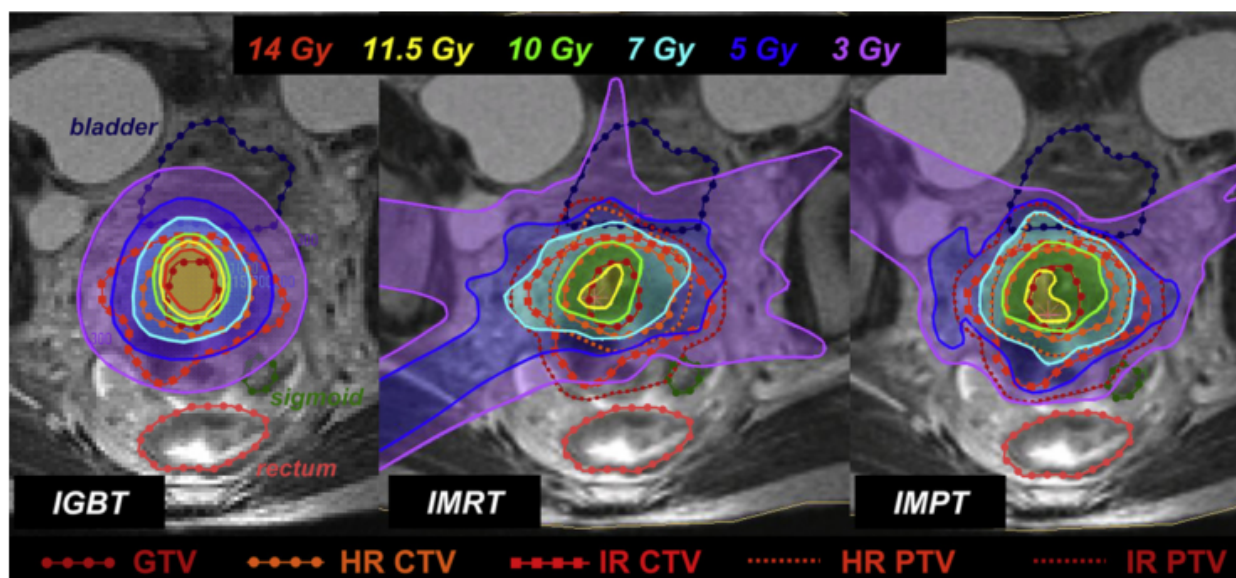 14 Gy 11.5 Gy 10 Gy 7 Gy 5 Gy 3 Gy
bladder
sigmoid
rectum
IGBT IMRT IMPT
GTV HR CTV IR CTV HR PTV IR PTV